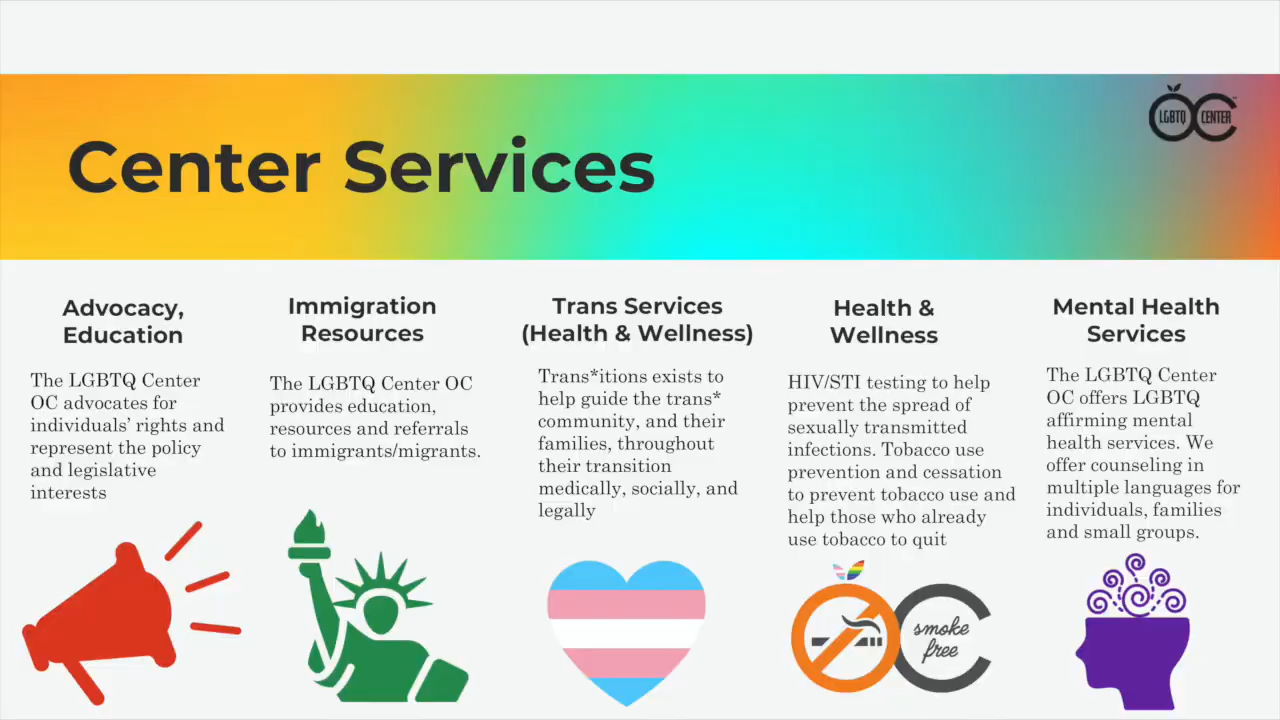 LGBTQ CENTER
Center Services
Advocacy,
Education
The LGBTQ Center
OC advocates for
individuals’ rights and
represent the policy
and legislative
interests
Immigration
Resources
The LGBTQ Center OC
provides education,
resources and referrals
to immigrants/migrants.
Trans Services
(Health & Wellness)
Trans*itions exists to
help guide the trans*
community, and their
families, throughout
their transition
medically, socially, and
legally
Health &
Wellness
HIV/STI testing to help
prevent the spread of
sexually transmitted
infections. Tobacco use
prevention and cessation
to prevent tobacco use and
help those who already
use tobacco to quit
smoke
free
Mental Health
Services
The LGBTQ Center
OC offers LGBTQ
affirming mental
health services. We
offer counseling in
multiple languages for
individuals, families
and small groups.